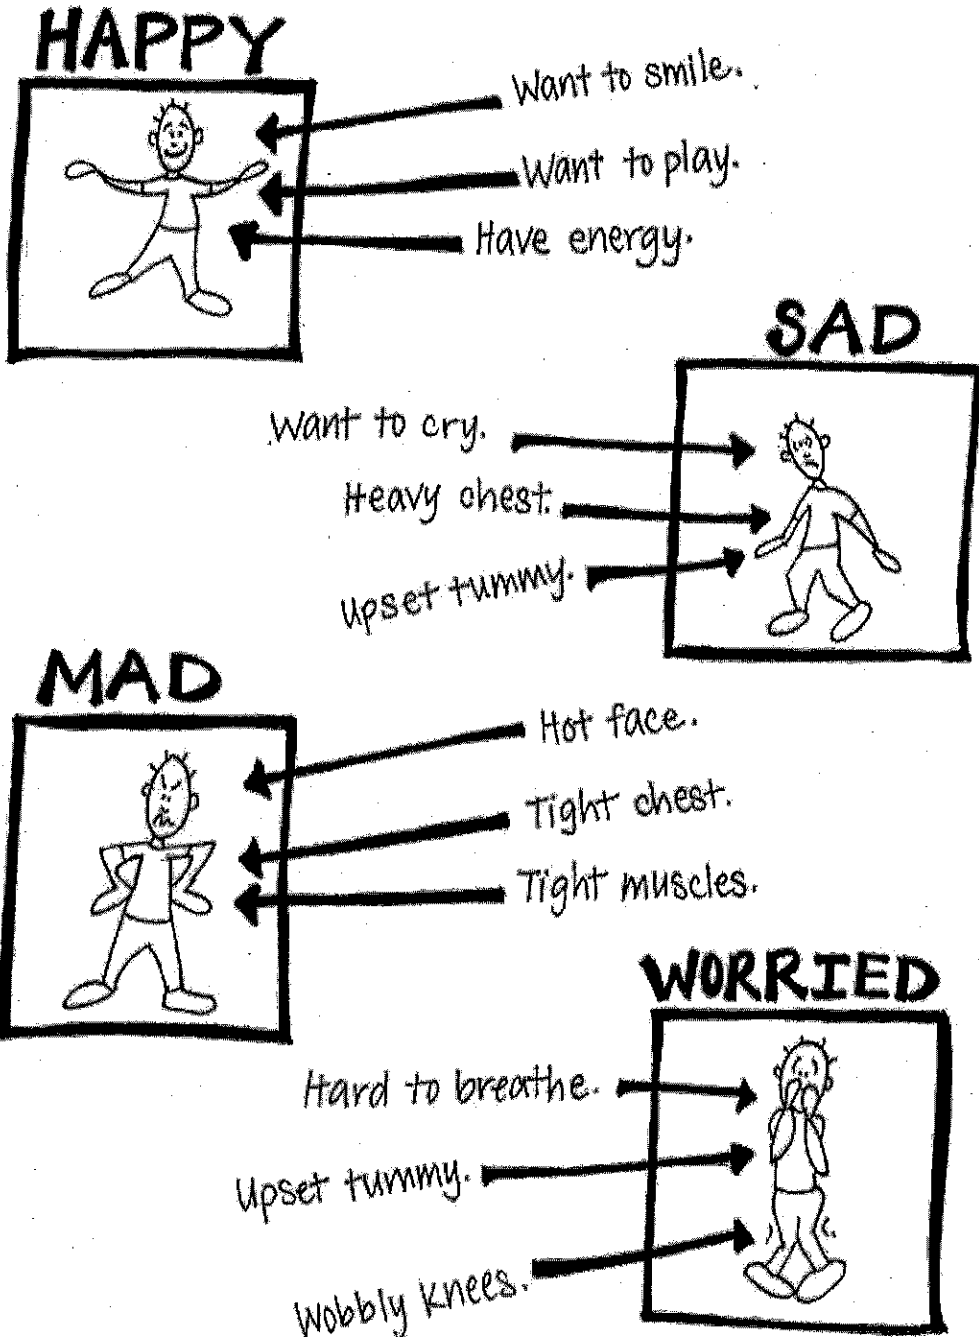 HAPPY
Want to smile.
Want to play.
Have energy.
SAD
Want to cry.
Heavy chest.
Upset tummy.
MAD
Hot face.
Tight chest.
Tight muscles.
WORRIED
Hard to breathe.
Upset tummy.
Wobbly knees.